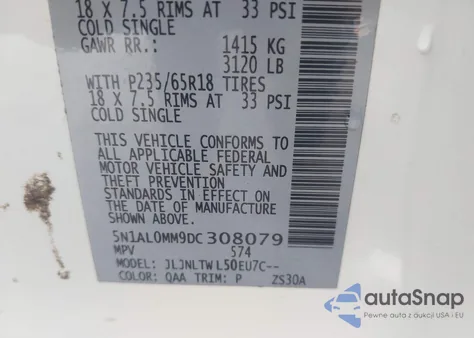 18 X 7.5 RIMS AT 33 PSI
COLD SINGLE
GAWR RR.: 1415 KG
3120 LB
WITH P235/65R18 TIRES
18 X 7.5 RIMS AT 33 PSI
COLD SINGLE
THIS VEHICLE CONFORMS TO
ALL APPLICABLE FEDERAL
MOTOR VEHICLE SAFETY AND
THEFT PREVENTION
STANDARDS IN EFFECT ON
THE DATE OF MANUFACTURE
SHOWN ABOVE.
5N1AL0MM9DC308079
MPV 574
MODEL: JLJNLTWL50EU7C--
COLOR: QAA TRIM: P ZS30A
autaSnap
Pewne auta z USA i EU